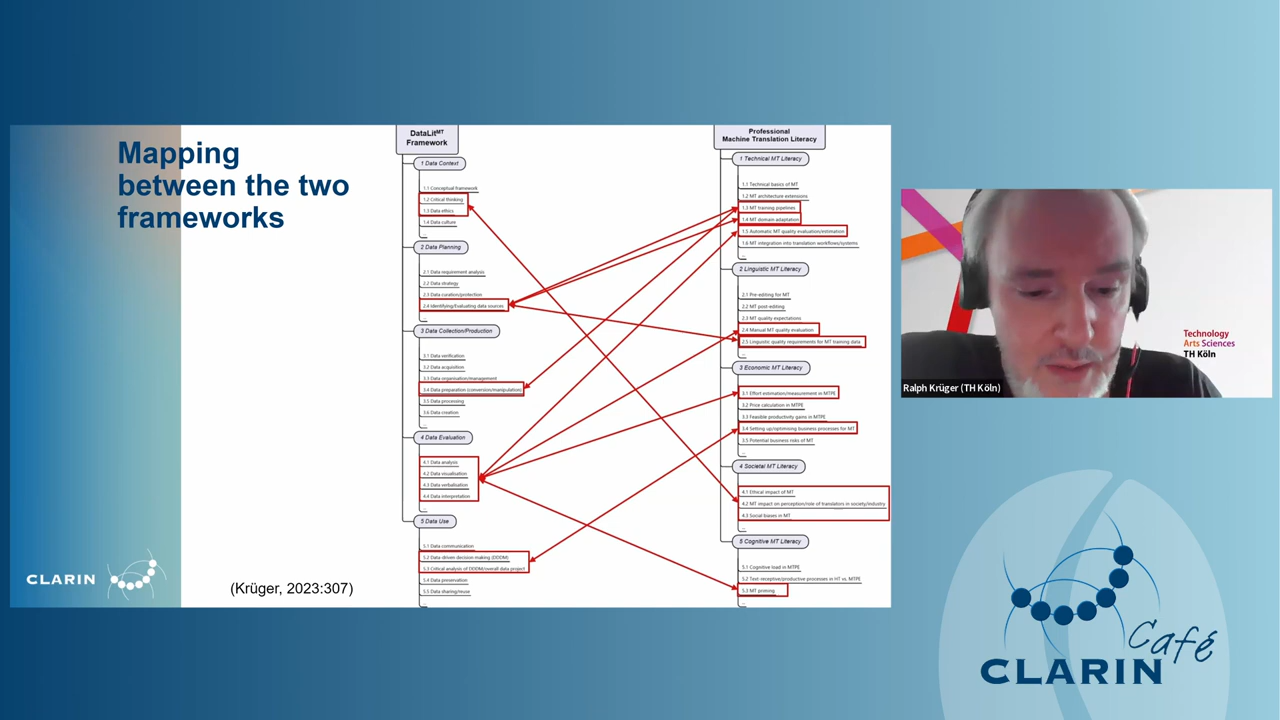 Mapping
between the two
frameworks
DataLitMT
Framework
1 Data Context
1.1 Conceptual framework
1.2 Critical thinking
1.3 Data ethics
1.4 Data culture
...
2 Data Planning
2.1 Data requirement analysis
2.2 Data strategy
2.3 Data curation/protection
2.4 Identifying/Evaluating data sources
...
3 Data Collection/Production
3.1 Data verification
3.2 Data acquisition
3.3 Data organisation/management
3.4 Data preparation (conversion/manipulation)
3.5 Data processing
3.6 Data creation
...
4 Data Evaluation
4.1 Data analysis
4.2 Data visualisation
4.3 Data verbalisation
4.4 Data interpretation
...
5 Data Use
5.1 Data communication
5.2 Data-driven decision making (DDDM)
5.3 Critical analysis of DDDM/overall data project
5.4 Data preservation
5.5 Data sharing/reuse
...
Professional
Machine Translation Literacy
1 Technical MT Literacy
1.1 Technical basics of MT
1.2 MT architecture extensions
1.3 MT training pipelines
1.4 MT domain adaptation
1.5 Automatic MT quality evaluation/estimation
1.6 MT integration into translation workflows/systems
...
2 Linguistic MT Literacy
2.1 Pre-editing for MT
2.2 MT post-editing
2.3 MT quality expectations
2.4 Manual MT quality evaluation
2.5 Linguistic quality requirements for MT training data
...
3 Economic MT Literacy
3.1 Effort estimation/measurement in MTPE
3.2 Price calculation in MTPE
3.3 Feasible productivity gains in MTPE
3.4 Setting up/optimising business processes for MT
3.5 Potential business risks of MT
...
4 Societal MT Literacy
4.1 Ethical impact of MT
4.2 MT impact on perception/role of translators in society/industry
4.3 Social biases in MT
...
5 Cognitive MT Literacy
5.1 Cognitive load in MTPE
5.2 Text-receptive/productive processes in HT vs. MTPE
5.3 MT priming
...
CLARIN
(Krüger, 2023:307)
Technology
Arts Sciences
TH Köln
Ralph Krüger (TH Köln)
Café
CLARIN